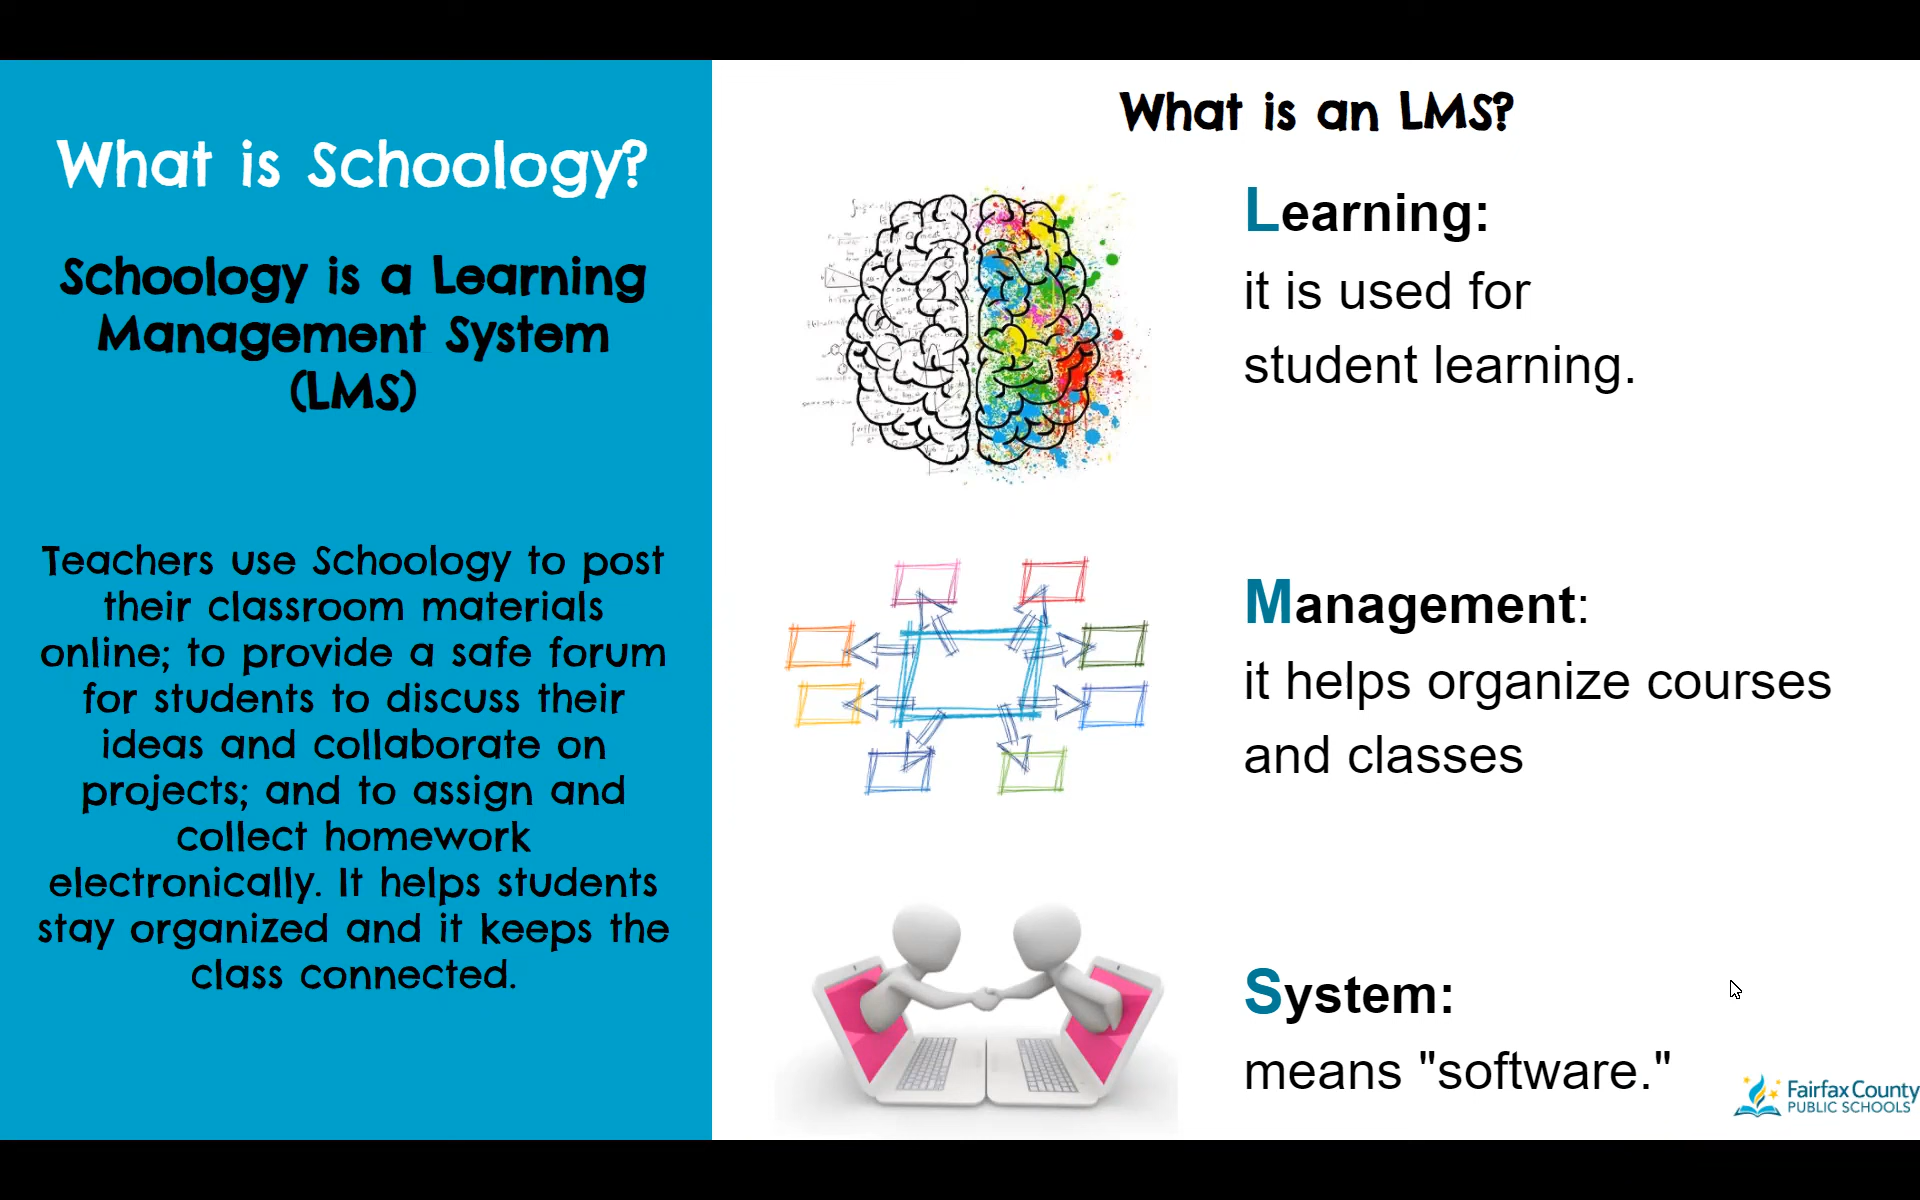 What is Schoology?
Schoology is a Learning
Management System
(LMS)
Teachers use Schoology to post
their classroom materials
online; to provide a safe forum
for students to discuss their
ideas and collaborate on
projects; and to assign and
collect homework
electronically. It helps students
stay organized and it keeps the
class connected.
What is an LMS?
Learning:
it is used for
student learning.
Management:
it helps organize courses
and classes
System:
means "software."
Fairfax County
PUBLIC SCHOOLS